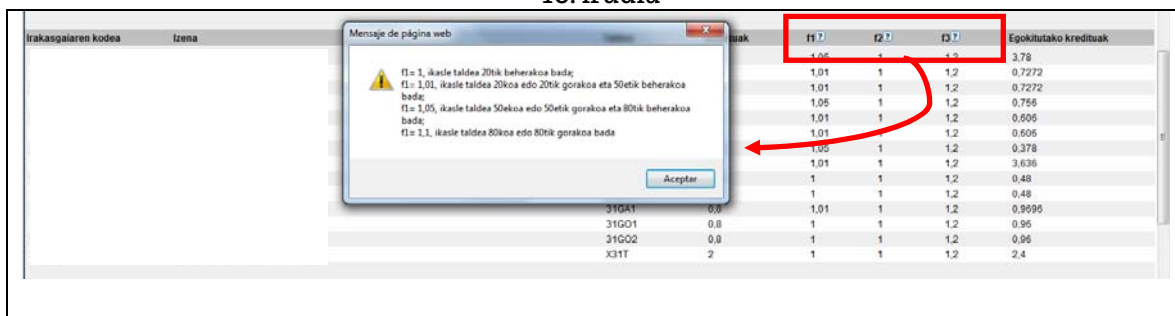 Irakasgaiaren kodea Izena uak f1 ? f2 ? f3 ? Egokitutako kredituak
Mensaje de página web
f1= 1, ikasle taldea 20tik beherakoa bada;
f1= 1,01, ikasle taldea 20koa edo 20tik gorakoa eta 50etik beherakoa
bada;
f1= 1,05, ikasle taldea 50ekoa edo 50etik gorakoa eta 80tik beherakoa
bada;
f1= 1,1, ikasle taldea 80koa edo 80tik gorakoa bada
Aceptar
1,05 1 1,2 3,78
1,01 1 1,2 0,7272
1,01 1 1,2 0,7272
1,05 1 1,2 0,756
1,01 1 1,2 0,606
1,01 1 1,2 0,606
1,05 1 1,2 0,378
1,01 1 1,2 3,636
1 1 1,2 0,48
1 1 1,2 0,48
31GA1 0,8 1,01 1 1,2 0,9696
31GO1 0,8 1 1 1,2 0,96
31GO2 0,8 1 1 1,2 0,96
X31T 2 1 1 1,2 2,4